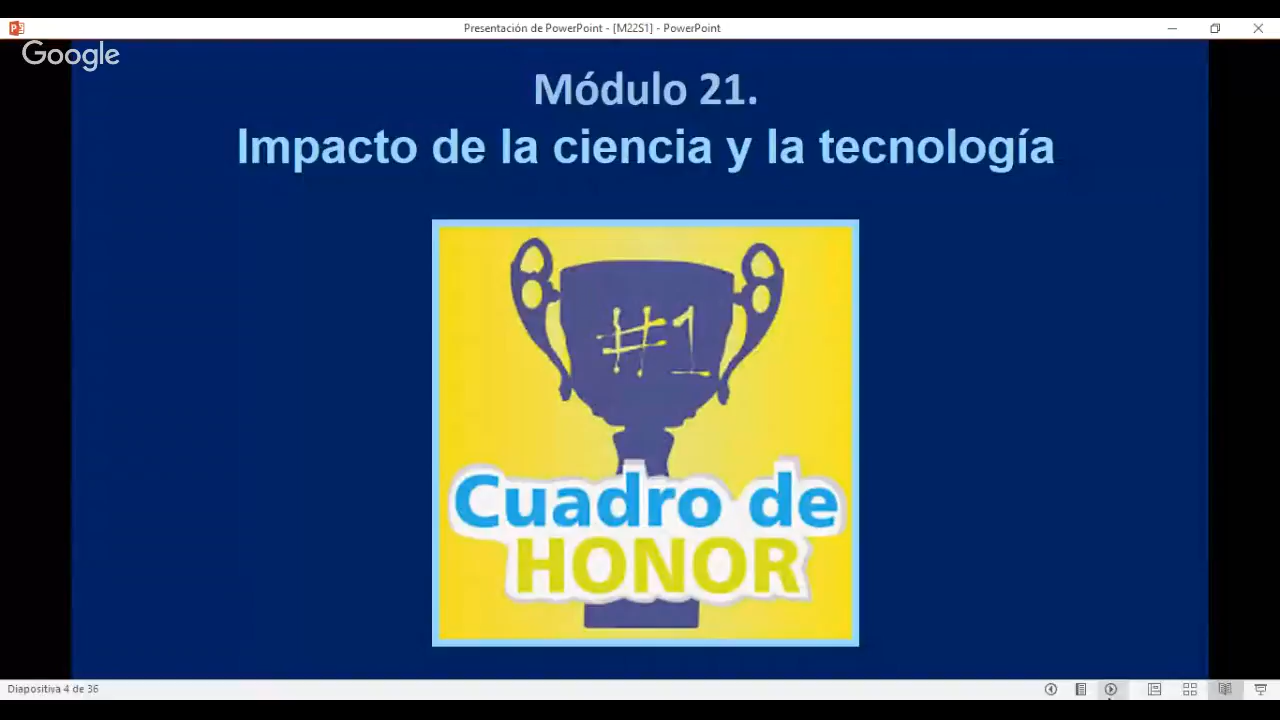 Presentación de PowerPoint - [M22S1] - PowerPoint
Google
Módulo 21.
Impacto de la ciencia y la tecnología
#1
Cuadro de
HONOR
Diapositiva 4 de 36